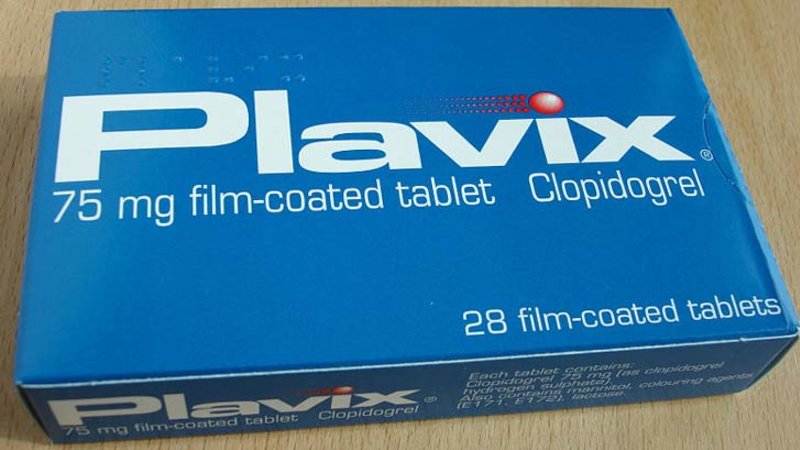 Plavix®
75 mg film-coated tablet Clopidogrel
28 film-coated tablets
Plavix®
75 mg film-coated tablet Clopidogrel
Each tablet contains:
Clopidogrel 75 mg (as clopidogrel
hydrogen sulphate).
Also contains mannitol, colouring agents
(E171, E172), lactose.